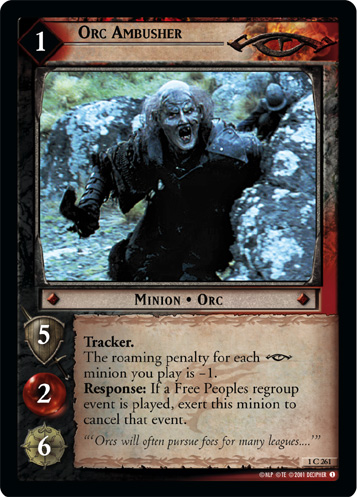 1
Orc Ambusher
Minion • Orc
5
2
6
Tracker.
The roaming penalty for each
minion you play is –1.
Response: If a Free Peoples regroup
event is played, exert this minion to
cancel that event.
“‘Orcs will often pursue foes for many leagues....’”
1 C 261
©NLP ™TE ©2001 DECIPHER